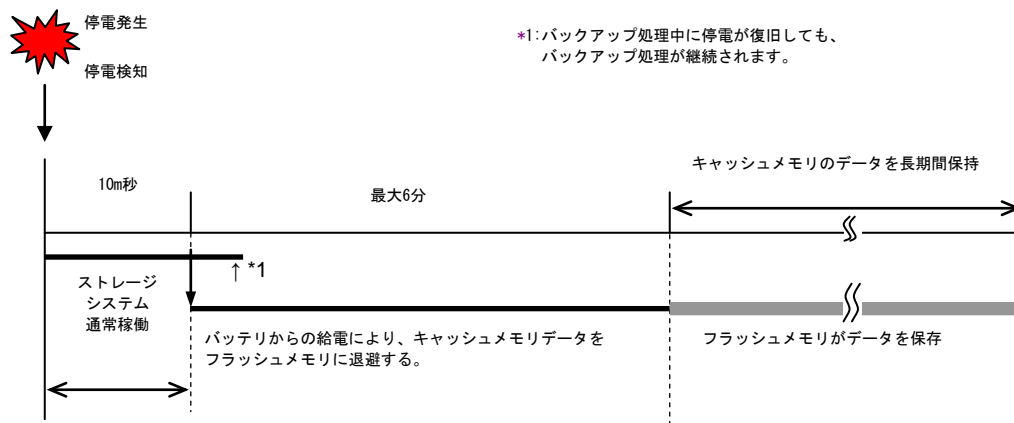 停電発生
停電検知
*1:バックアップ処理中に停電が復旧しても、
バックアップ処理が継続されます。
キャッシュメモリのデータを長期間保持
10m秒
最大6分
↑ *1
ストレージ
システム
通常稼働
バッテリからの給電により、キャッシュメモリデータを
フラッシュメモリに退避する。
フラッシュメモリがデータを保存